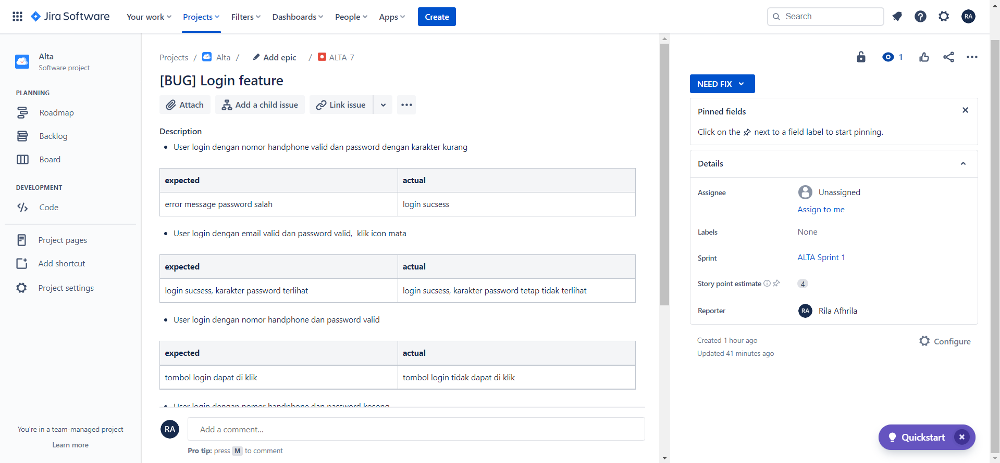 Jira Software Your work Projects Filters Dashboards People Apps Create Search RA
Alta
Software project
PLANNING
Roadmap
Backlog
Board
DEVELOPMENT
Code
Project pages
Add shortcut
Project settings
You're in a team-managed project
Learn more
Projects / Alta / Add epic / ALTA-7
[BUG] Login feature
Attach Add a child issue Link issue
Description
• User login dengan nomor handphone valid dan password dengan karakter kurang
expected actual
error message password salah login sucsess
• User login dengan email valid dan password valid, klik icon mata
expected actual
login sucsess, karakter password terlihat login sucsess, karakter password tetap tidak terlihat
• User login dengan nomor handphone dan password valid
expected actual
tombol login dapat di klik tombol login tidak dapat di klik
• User login dengan nomor handphone dan password kosong
RA Add a comment...
Pro tip: press M to comment
1
NEED FIX
Pinned fields
Click on the next to a field label to start pinning.
Details
Assignee Unassigned
Assign to me
Labels None
Sprint ALTA Sprint 1
Story point estimate 4
Reporter RA Rila Afhrila
Created 1 hour ago
Updated 41 minutes ago
Configure
Quickstart